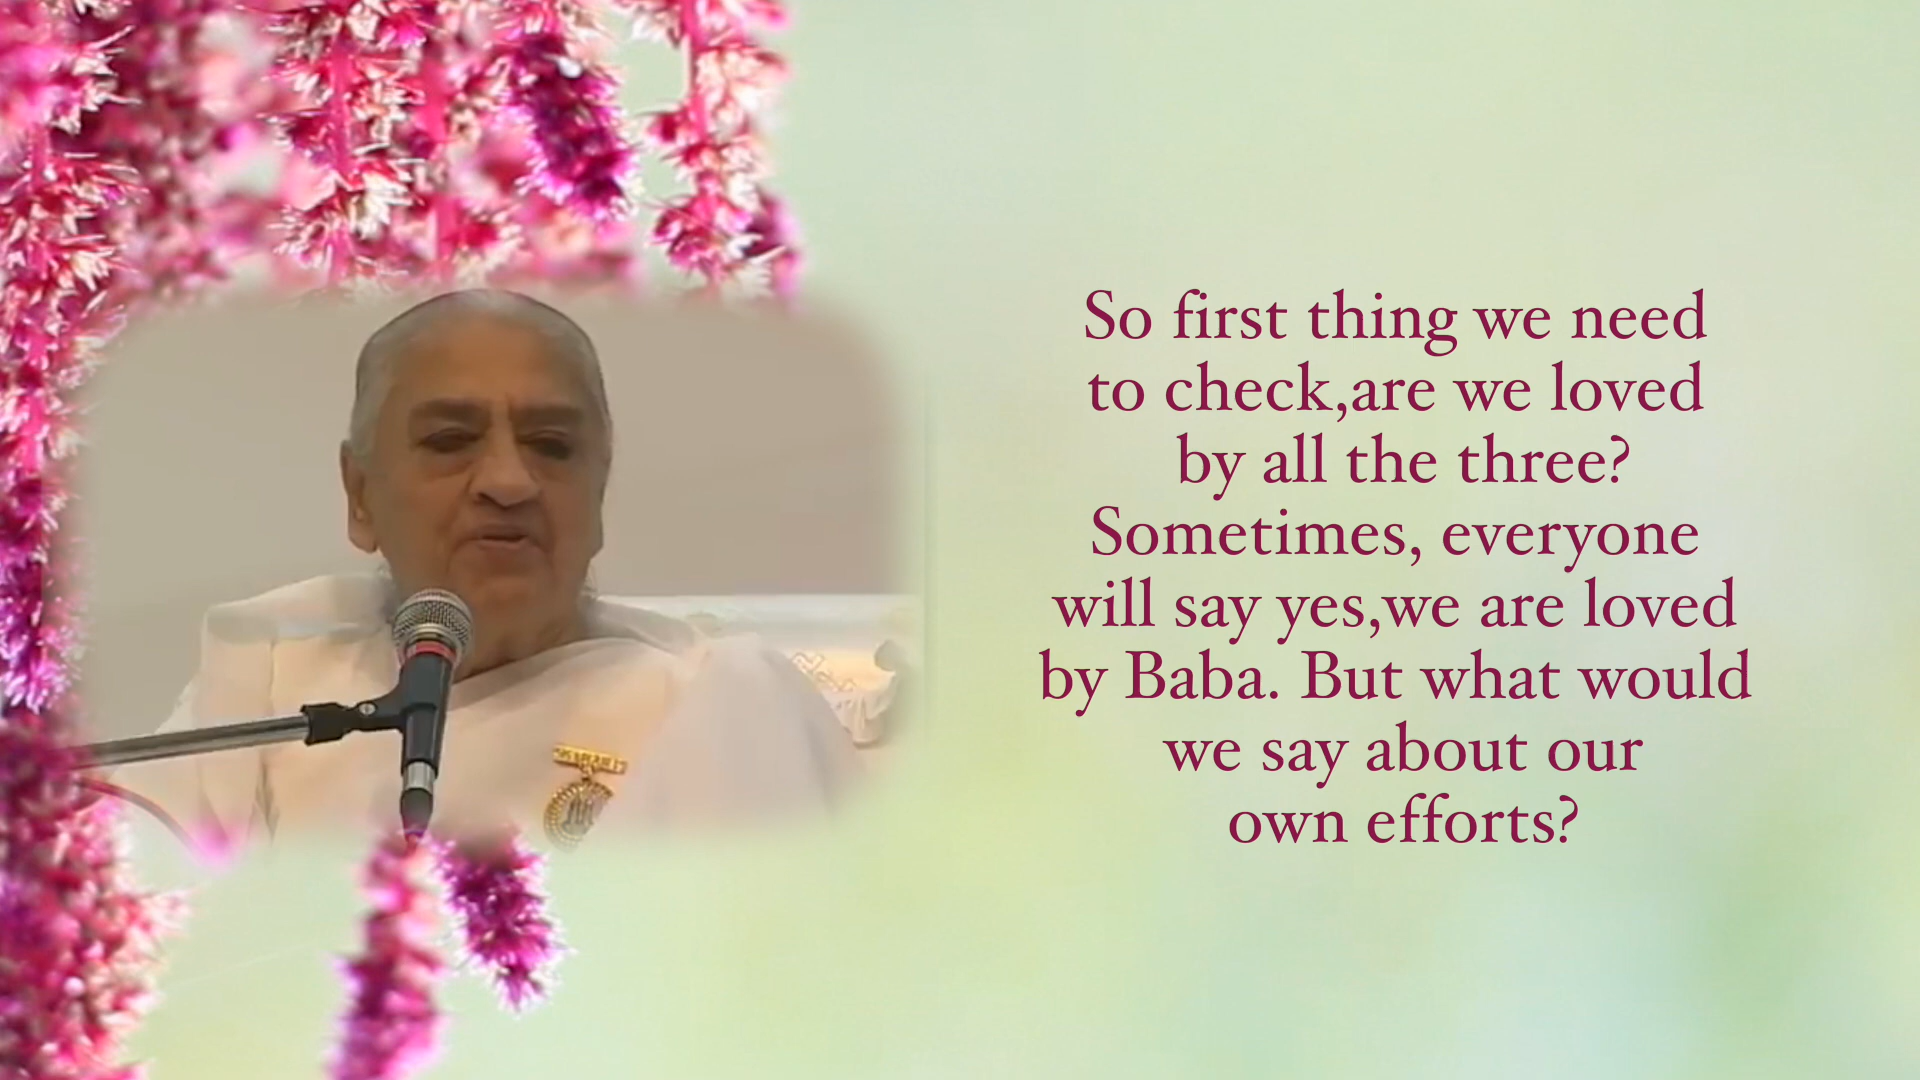 So first thing we need
to check,are we loved
by all the three?
Sometimes, everyone
will say yes,we are loved
by Baba. But what would
we say about our
own efforts?